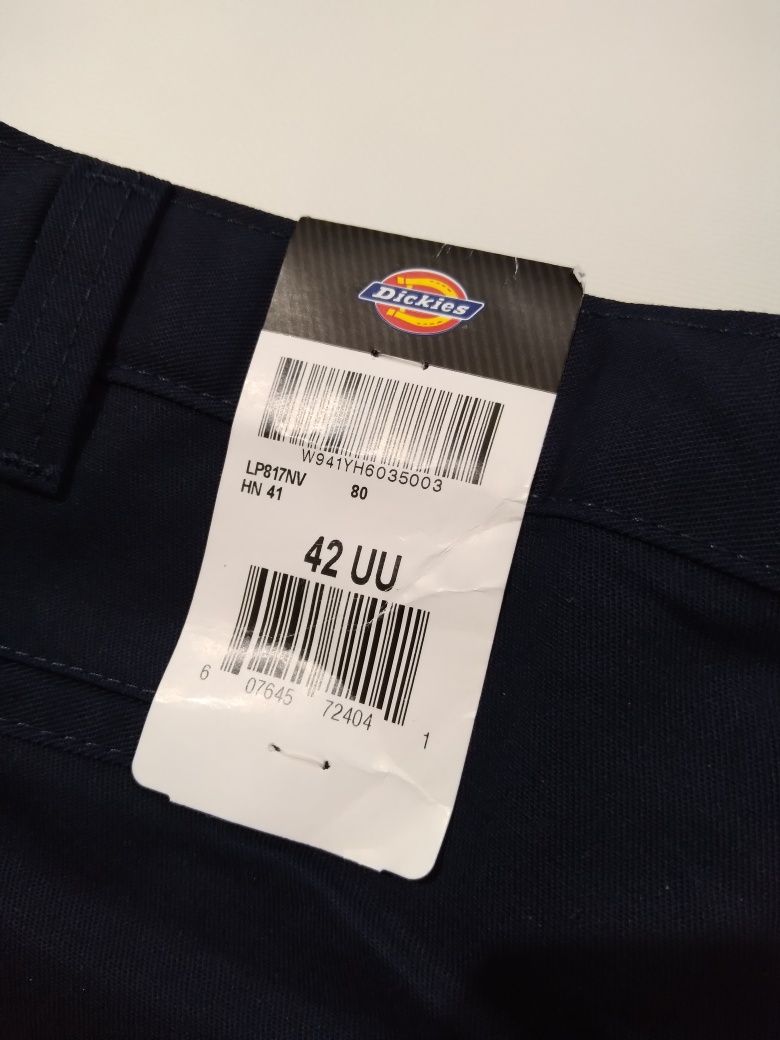 Dickies
W941YH6035003
LP817NV
HN 41 80
42 UU
6 07645 72404 1